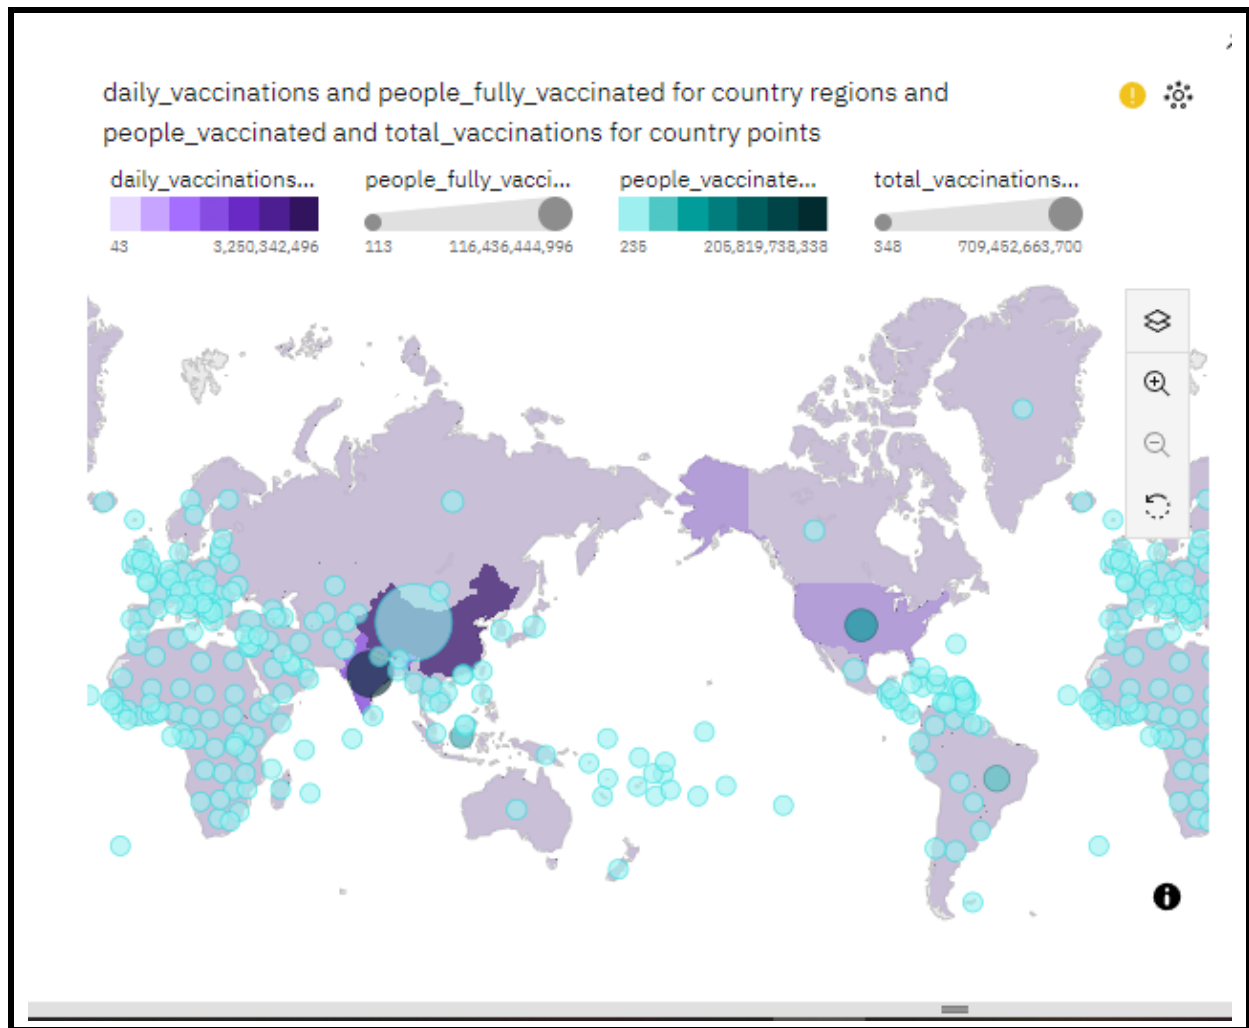 daily_vaccinations and people_fully_vaccinated for country regions and
people_vaccinated and total_vaccinations for country points
daily_vaccinations... people_fully_vacci... people_vaccinate... total_vaccinations...
43 3,250,342,496 113 116,436,444,996 235 205,819,738,338 348 709,452,663,700